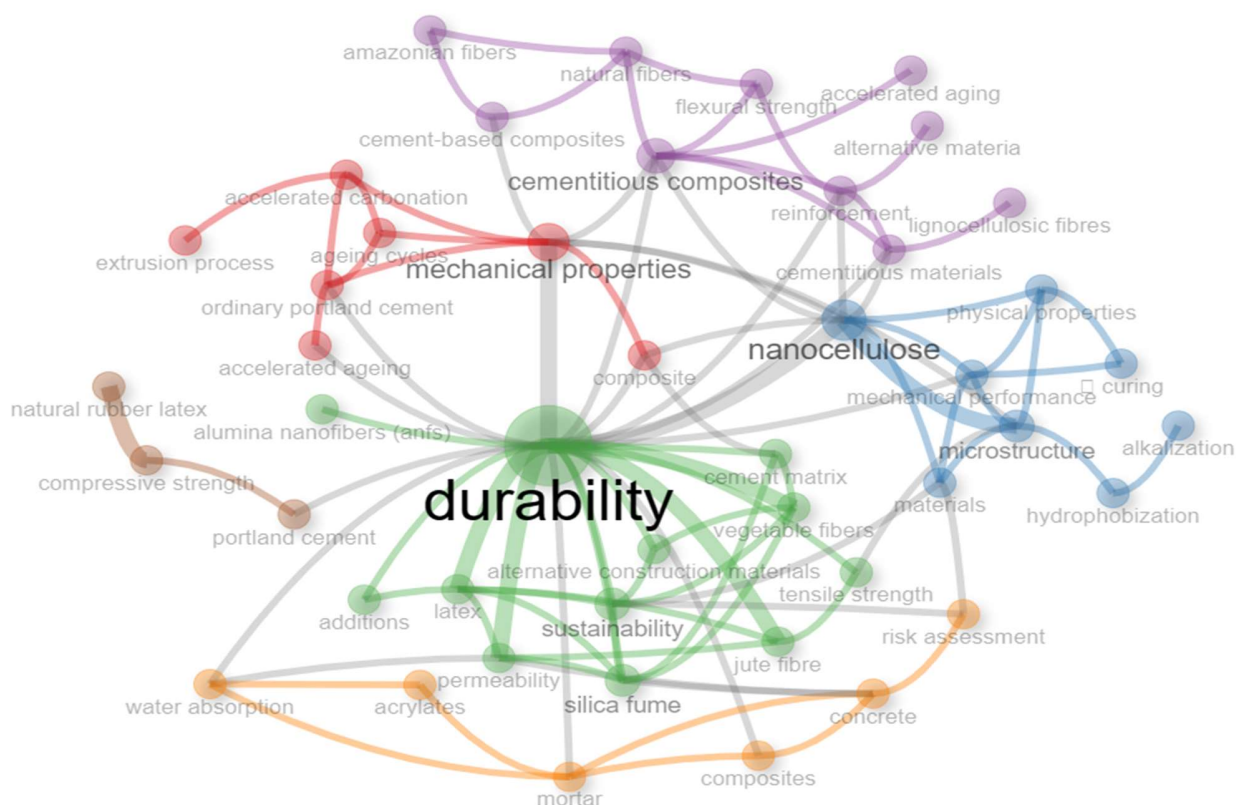 amazonian fibers
natural fibers
accelerated aging
flexural strength
cement-based composites
alternative materia
cementitious composites
accelerated carbonation
reinforcement
lignocellulosic fibres
ageing cycles
extrusion process
mechanical properties
cementitious materials
ordinary portland cement
physical properties
nanocellulose
accelerated ageing
composite
curing
mechanical performance
natural rubber latex
alumina nanofibers (anfs)
alkalization
microstructure
cement matrix
compressive strength
durability
materials
hydrophobization
vegetable fibers
portland cement
alternative construction materials
tensile strength
latex
additions
sustainability
risk assessment
jute fibre
permeability
silica fume
water absorption
acrylates
concrete
composites
mortar